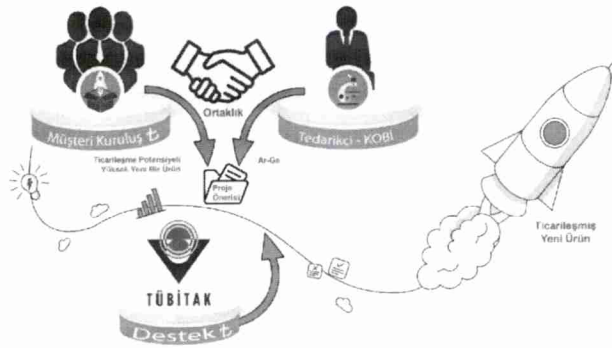 Ortaklık
Müşteri Kuruluş ₺
Tedarikçi - KOBİ
Ticarileşme Potansiyeli
Yüksek Yeni Bir Ürün
Ar-Ge
Proje
Önerisi
TÜBİTAK
Destek ₺
Ticarileşmiş
Yeni Ürün